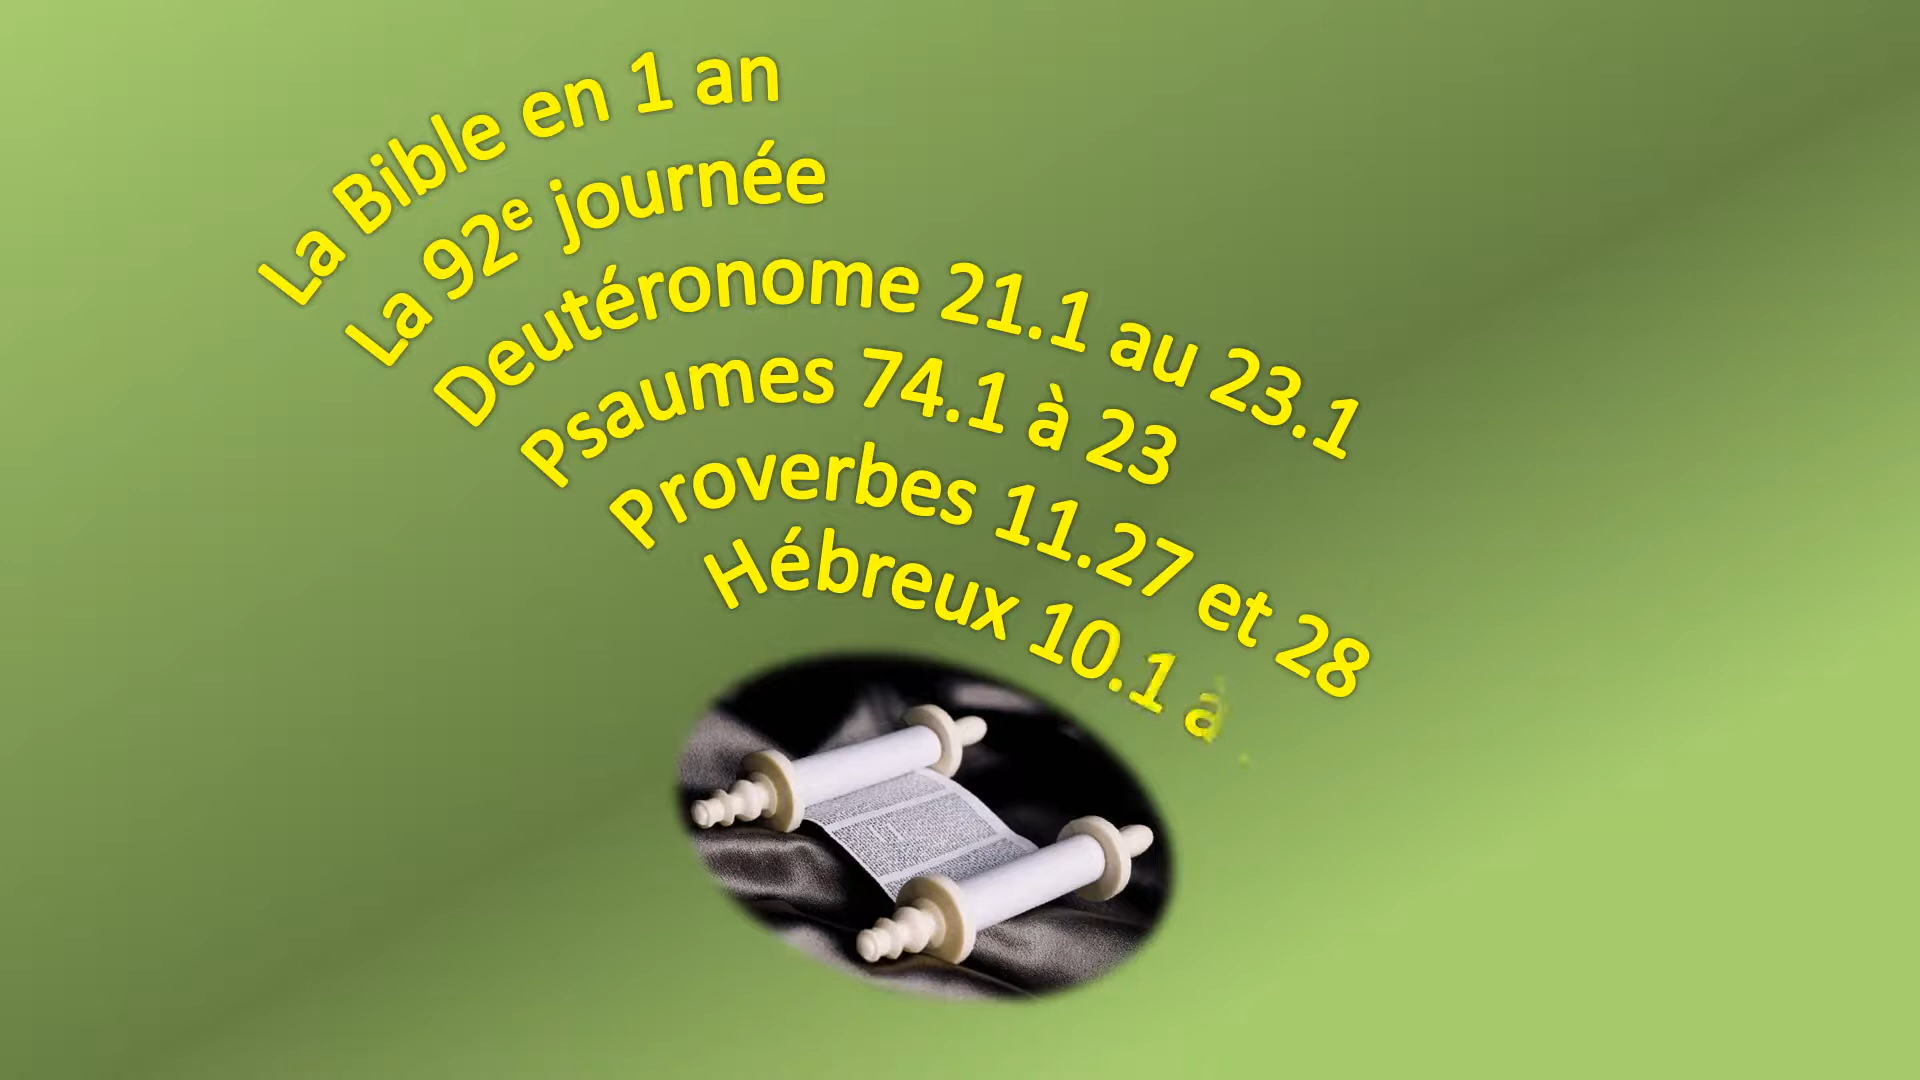 La Bible en 1 an
La 92e journée
Deutéronome 21.1 au 23.1
Psaumes 74.1 à 23
Proverbes 11.27 et 28
Hébreux 10.1 à